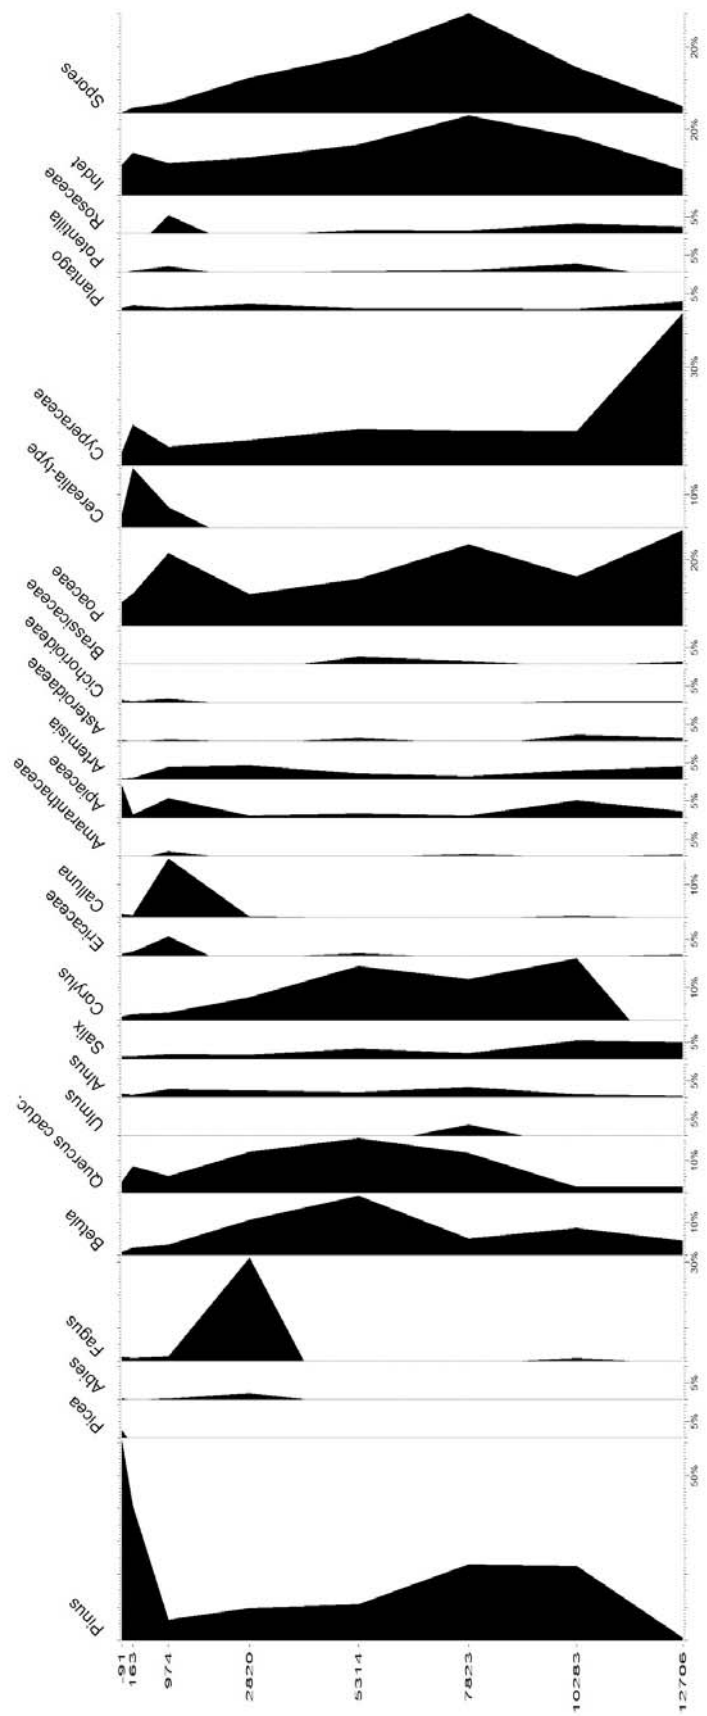 Spores
20%
Indet
20%
Rosaceae
5%
Potentilla
5%
Plantago
5%
Cyperaceae
30%
Cerealia-type
10%
Poaceae
20%
Brassicaceae
5%
Cichorioideae
5%
Asteroidaeae
5%
Artemisia
5%
Apiaceae
5%
Amaranthaceae
5%
Calluna
10%
Ericaceae
5%
Corylus
10%
Salix
5%
Alnus
5%
Ulmus
5%
Quercus caduc.
10%
Betula
10%
Fagus
30%
Abies
5%
Picea
5%
Pinus
50%
-91
163
974
2820
5314
7823
10283
12706